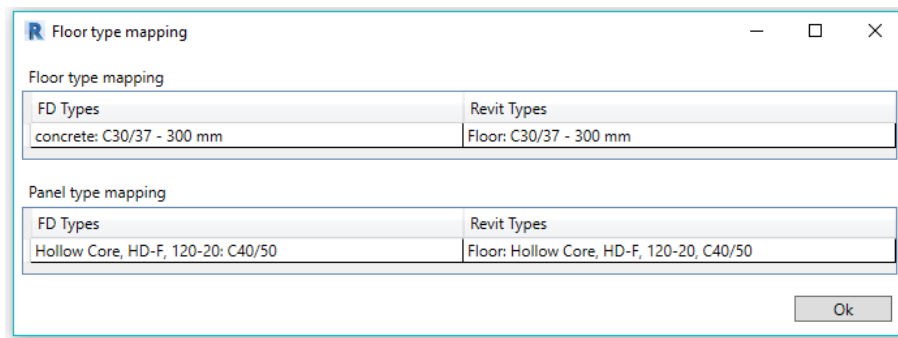 Floor type mapping
Floor type mapping
FD Types Revit Types
concrete: C30/37 - 300 mm Floor: C30/37 - 300 mm
Panel type mapping
FD Types Revit Types
Hollow Core, HD-F, 120-20: C40/50 Floor: Hollow Core, HD-F, 120-20, C40/50
Ok